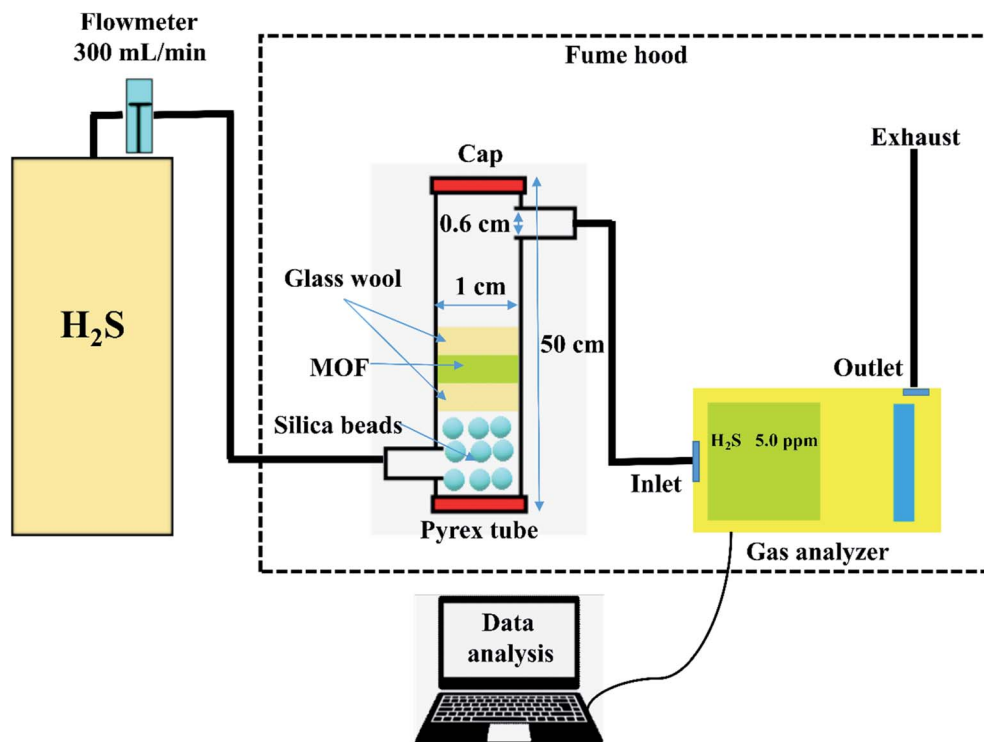 Flowmeter
300 mL/min
Fume hood
Exhaust
Cap
0.6 cm
Glass wool
1 cm
H₂S
50 cm
MOF
Outlet
Silica beads
H₂S 5.0 ppm
Inlet
Pyrex tube
Gas analyzer
Data
analysis